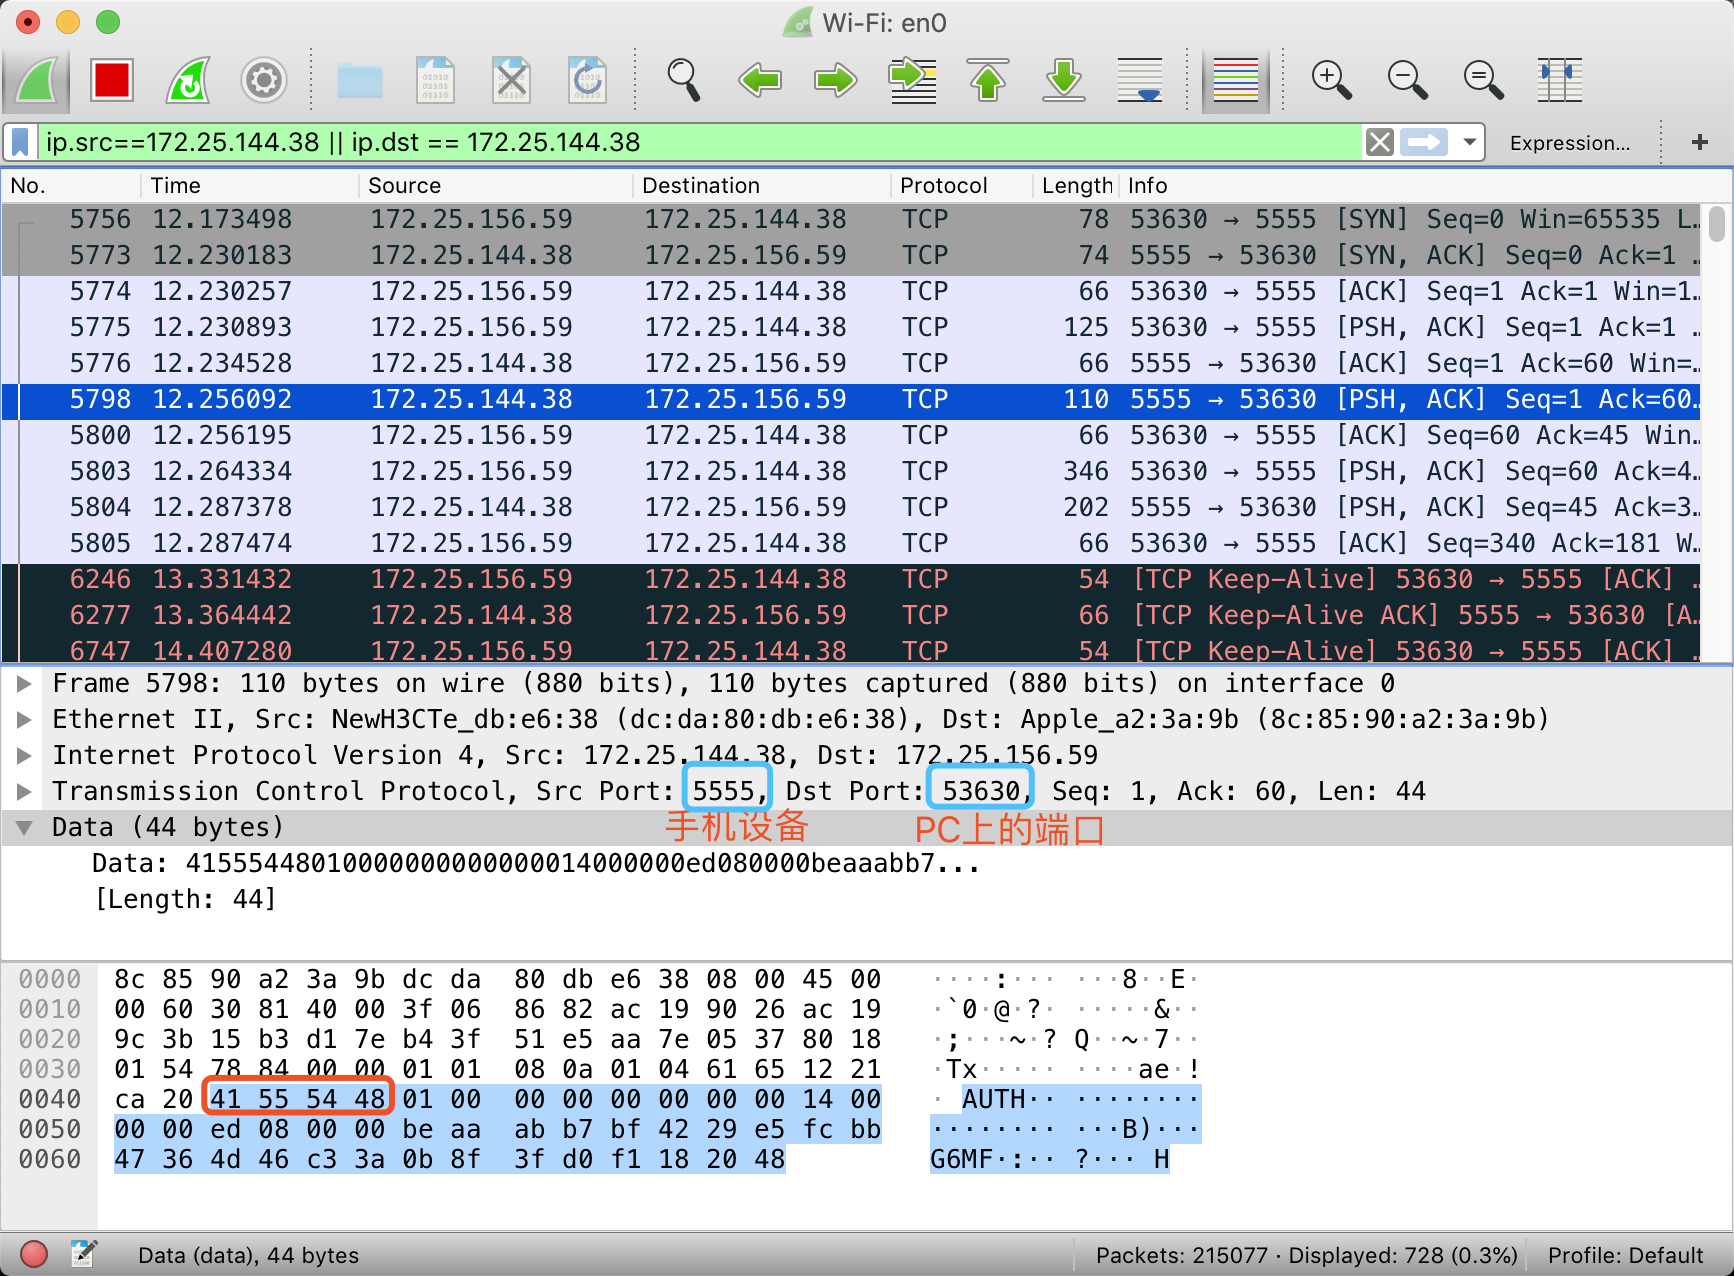 Wi-Fi: en0
ip.src==172.25.144.38 || ip.dst == 172.25.144.38 Expression... +
No. Time Source Destination Protocol Length Info
5756 12.173498 172.25.156.59 172.25.144.38 TCP 78 53630 → 5555 [SYN] Seq=0 Win=65535 L…
5773 12.230183 172.25.144.38 172.25.156.59 TCP 74 5555 → 53630 [SYN, ACK] Seq=0 Ack=1 …
5774 12.230257 172.25.156.59 172.25.144.38 TCP 66 53630 → 5555 [ACK] Seq=1 Ack=1 Win=1…
5775 12.230893 172.25.156.59 172.25.144.38 TCP 125 53630 → 5555 [PSH, ACK] Seq=1 Ack=1 …
5776 12.234528 172.25.144.38 172.25.156.59 TCP 66 5555 → 53630 [ACK] Seq=1 Ack=60 Win=…
5798 12.256092 172.25.144.38 172.25.156.59 TCP 110 5555 → 53630 [PSH, ACK] Seq=1 Ack=60…
5800 12.256195 172.25.156.59 172.25.144.38 TCP 66 53630 → 5555 [ACK] Seq=60 Ack=45 Win…
5803 12.264334 172.25.156.59 172.25.144.38 TCP 346 53630 → 5555 [PSH, ACK] Seq=60 Ack=4…
5804 12.287378 172.25.144.38 172.25.156.59 TCP 202 5555 → 53630 [PSH, ACK] Seq=45 Ack=3…
5805 12.287474 172.25.156.59 172.25.144.38 TCP 66 53630 → 5555 [ACK] Seq=340 Ack=181 W…
6246 13.331432 172.25.156.59 172.25.144.38 TCP 54 [TCP Keep-Alive] 53630 → 5555 [ACK] …
6277 13.364442 172.25.144.38 172.25.156.59 TCP 66 [TCP Keep-Alive ACK] 5555 → 53630 [A…
6747 14.407280 172.25.156.59 172.25.144.38 TCP 54 [TCP Keep-Alive] 53630 → 5555 [ACK] …
Frame 5798: 110 bytes on wire (880 bits), 110 bytes captured (880 bits) on interface 0
Ethernet II, Src: NewH3CTe_db:e6:38 (dc:da:80:db:e6:38), Dst: Apple_a2:3a:9b (8c:85:90:a2:3a:9b)
Internet Protocol Version 4, Src: 172.25.144.38, Dst: 172.25.156.59
Transmission Control Protocol, Src Port: 5555, Dst Port: 53630, Seq: 1, Ack: 60, Len: 44
手机设备 PC上的端口
Data (44 bytes)
Data: 41555448010000000000000014000000ed080000beaaabb7...
[Length: 44]
0000 8c 85 90 a2 3a 9b dc da 80 db e6 38 08 00 45 00 ····:··· ···8··E·
0010 00 60 30 81 40 00 3f 06 86 82 ac 19 90 26 ac 19 ·`0·@·?· ·····&··
0020 9c 3b 15 b3 d1 7e b4 3f 51 e5 aa 7e 05 37 80 18 ·;···~·? Q··~·7··
0030 01 54 78 84 00 00 01 01 08 0a 01 04 61 65 12 21 ·Tx····· ····ae·!
0040 ca 20 41 55 54 48 01 00 00 00 00 00 00 00 14 00 · AUTH·· ········
0050 00 00 ed 08 00 00 be aa ab b7 bf 42 29 e5 fc bb ········ ···B)···
0060 47 36 4d 46 c3 3a 0b 8f 3f d0 f1 18 20 48 G6MF·:·· ?··· H
Data (data), 44 bytes Packets: 215077 · Displayed: 728 (0.3%) Profile: Default